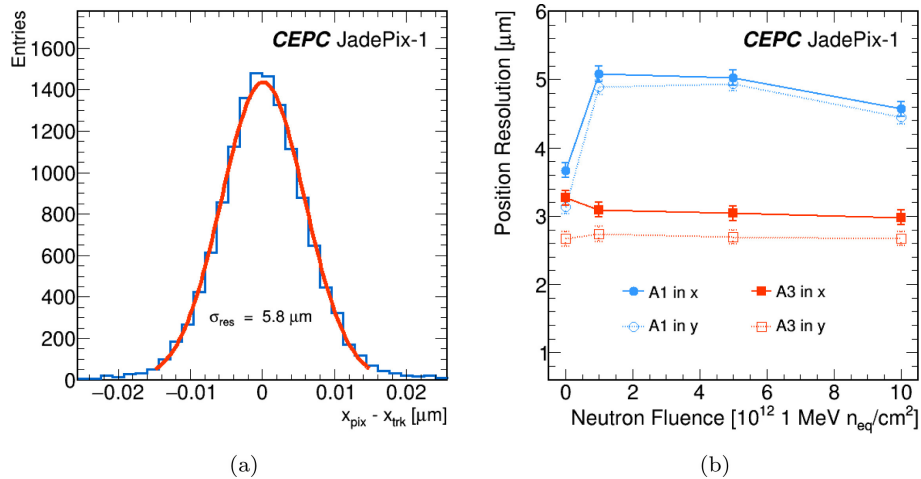 CEPC JadePix-1
Entries
1600
1400
1200
1000
800
600
400
200
0
σres = 5.8 μm
−0.02 −0.01 0 0.01 0.02
xpix - xtrk [μm]
(a)
CEPC JadePix-1
Position Resolution [μm]
6
5
4
3
2
1
A1 in x A3 in x
A1 in y A3 in y
0 2 4 6 8 10
Neutron Fluence [10¹² 1 MeV neq/cm²]
(b)